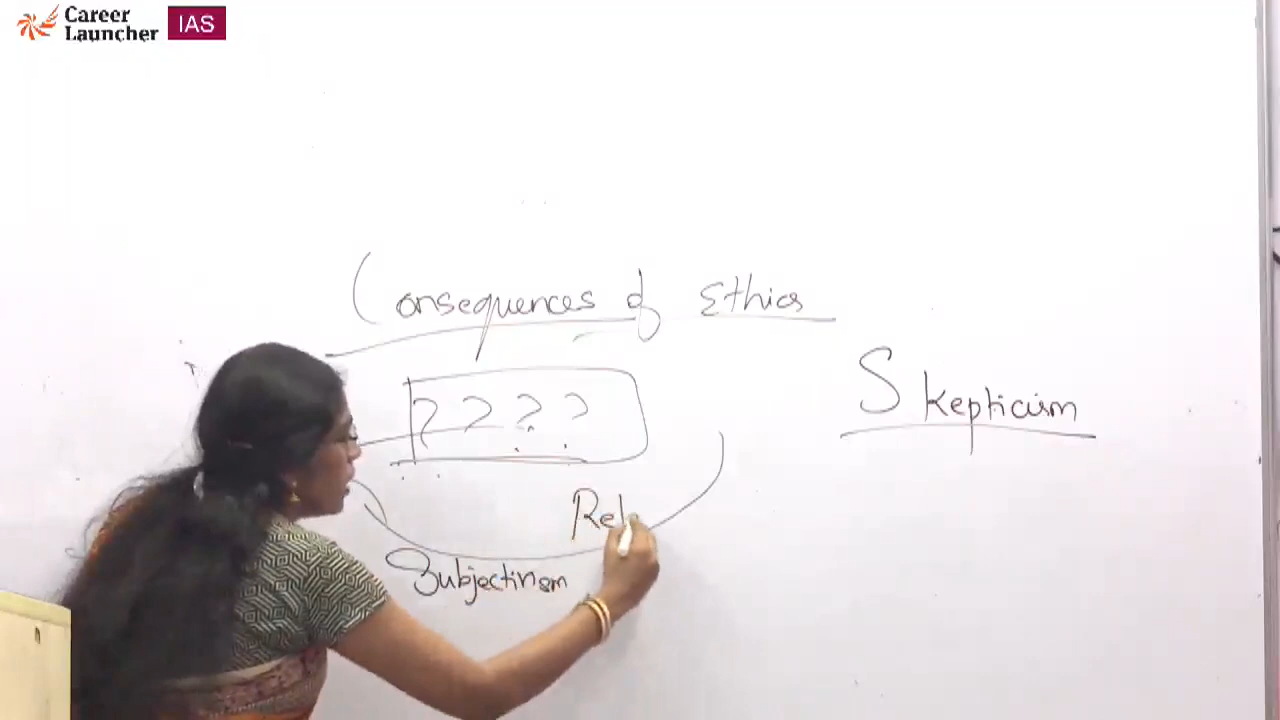 Career
Launcher
IAS
Consequences of Ethics
? ? ? ?
Skepticism
Rel
Subjectivism